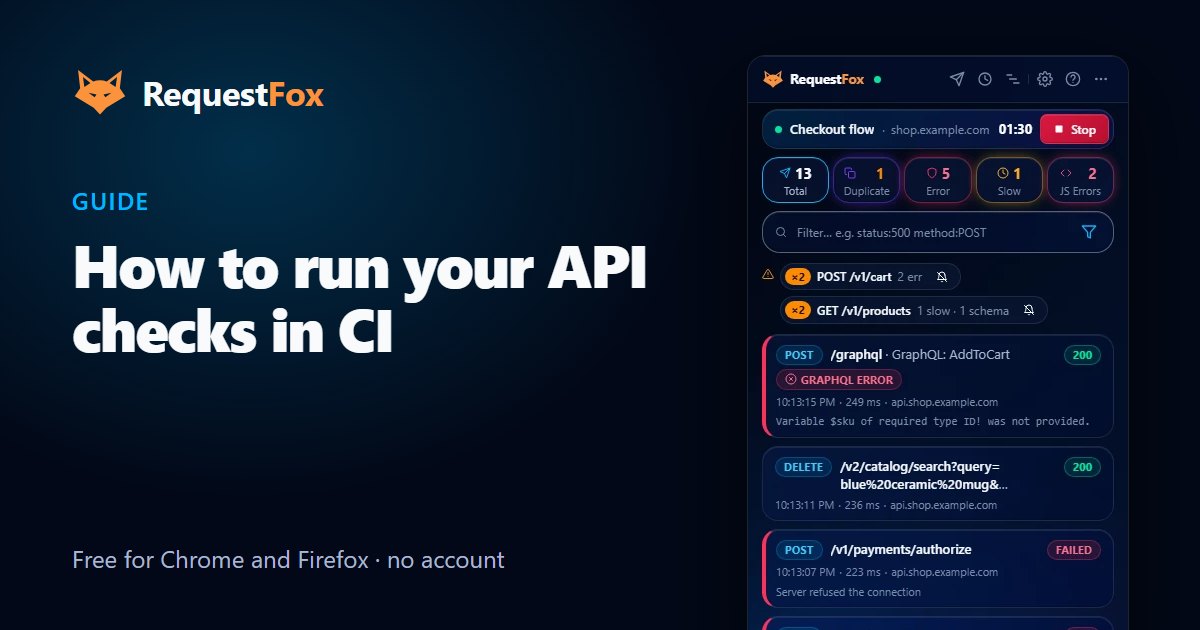 RequestFox
GUIDE
How to run your API
checks in CI
Free for Chrome and Firefox · no account
RequestFox
Checkout flow · shop.example.com 01:30 Stop
13 Total
1 Duplicate
5 Error
1 Slow
2 JS Errors
Filter... e.g. status:500 method:POST
×2 POST /v1/cart 2 err
×2 GET /v1/products 1 slow · 1 schema
POST /graphql · GraphQL: AddToCart 200
GRAPHQL ERROR
10:13:15 PM · 249 ms · api.shop.example.com
Variable $sku of required type ID! was not provided.
DELETE /v2/catalog/search?query= 200
blue%20ceramic%20mug&...
10:13:11 PM · 236 ms · api.shop.example.com
POST /v1/payments/authorize FAILED
10:13:07 PM · 223 ms · api.shop.example.com
Server refused the connection